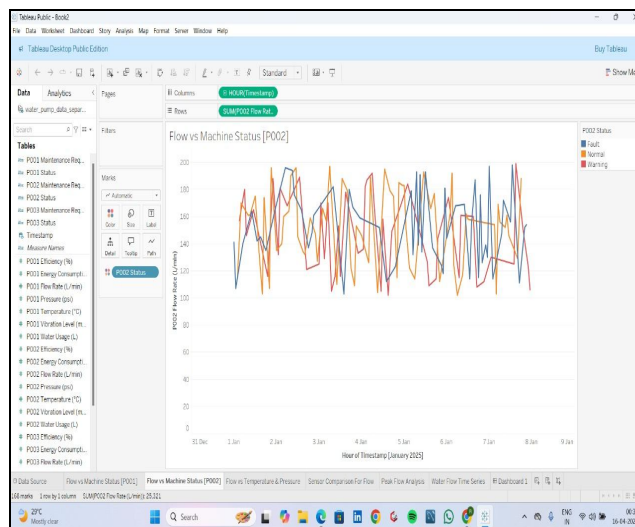 Tableau Public - Book2
File Data Worksheet Dashboard Story Analysis Map Format Server Window Help
Tableau Desktop Public Edition
Buy Tableau
Standard
Show Me
Data Analytics
water_pump_data_separ...
Search
Tables
P001 Maintenance Req...
P001 Status
P002 Maintenance Req...
P002 Status
P003 Maintenance Req...
P003 Status
Timestamp
Measure Names
P001 Efficiency (%)
P001 Energy Consumpti...
P001 Flow Rate (L/min)
P001 Pressure (psi)
P001 Temperature (°C)
P001 Vibration Level (m...
P001 Water Usage (L)
P002 Efficiency (%)
P002 Energy Consumpti...
P002 Flow Rate (L/min)
P002 Pressure (psi)
P002 Temperature (°C)
P002 Vibration Level (m...
P002 Water Usage (L)
P003 Efficiency (%)
P003 Energy Consumpti...
P003 Flow Rate (L/min)
Pages
Filters
Marks
Automatic
Color Size Label
Detail Tooltip Path
P002 Status
Columns HOUR(Timestamp)
Rows SUM(P002 Flow Rat..
Flow vs Machine Status [P002]
P002 Flow Rate (L/min)
200
180
160
140
120
100
80
60
40
20
0
31 Dec 1 Jan 2 Jan 3 Jan 4 Jan 5 Jan 6 Jan 7 Jan 8 Jan 9 Jan
Hour of Timestamp [January 2025]
P002 Status
Fault
Normal
Warning
Data Source Flow vs Machine Status [P001] Flow vs Machine Status [P002] Flow vs Temperature & Pressure Sensor Comparison For Flow Peak Flow Analysis Water Flow Time Series Dashboard 1
168 marks 1 row by 1 column SUM(P002 Flow Rate (L/min)): 25,321
29°C
Mostly clear
Search
ENG
IN